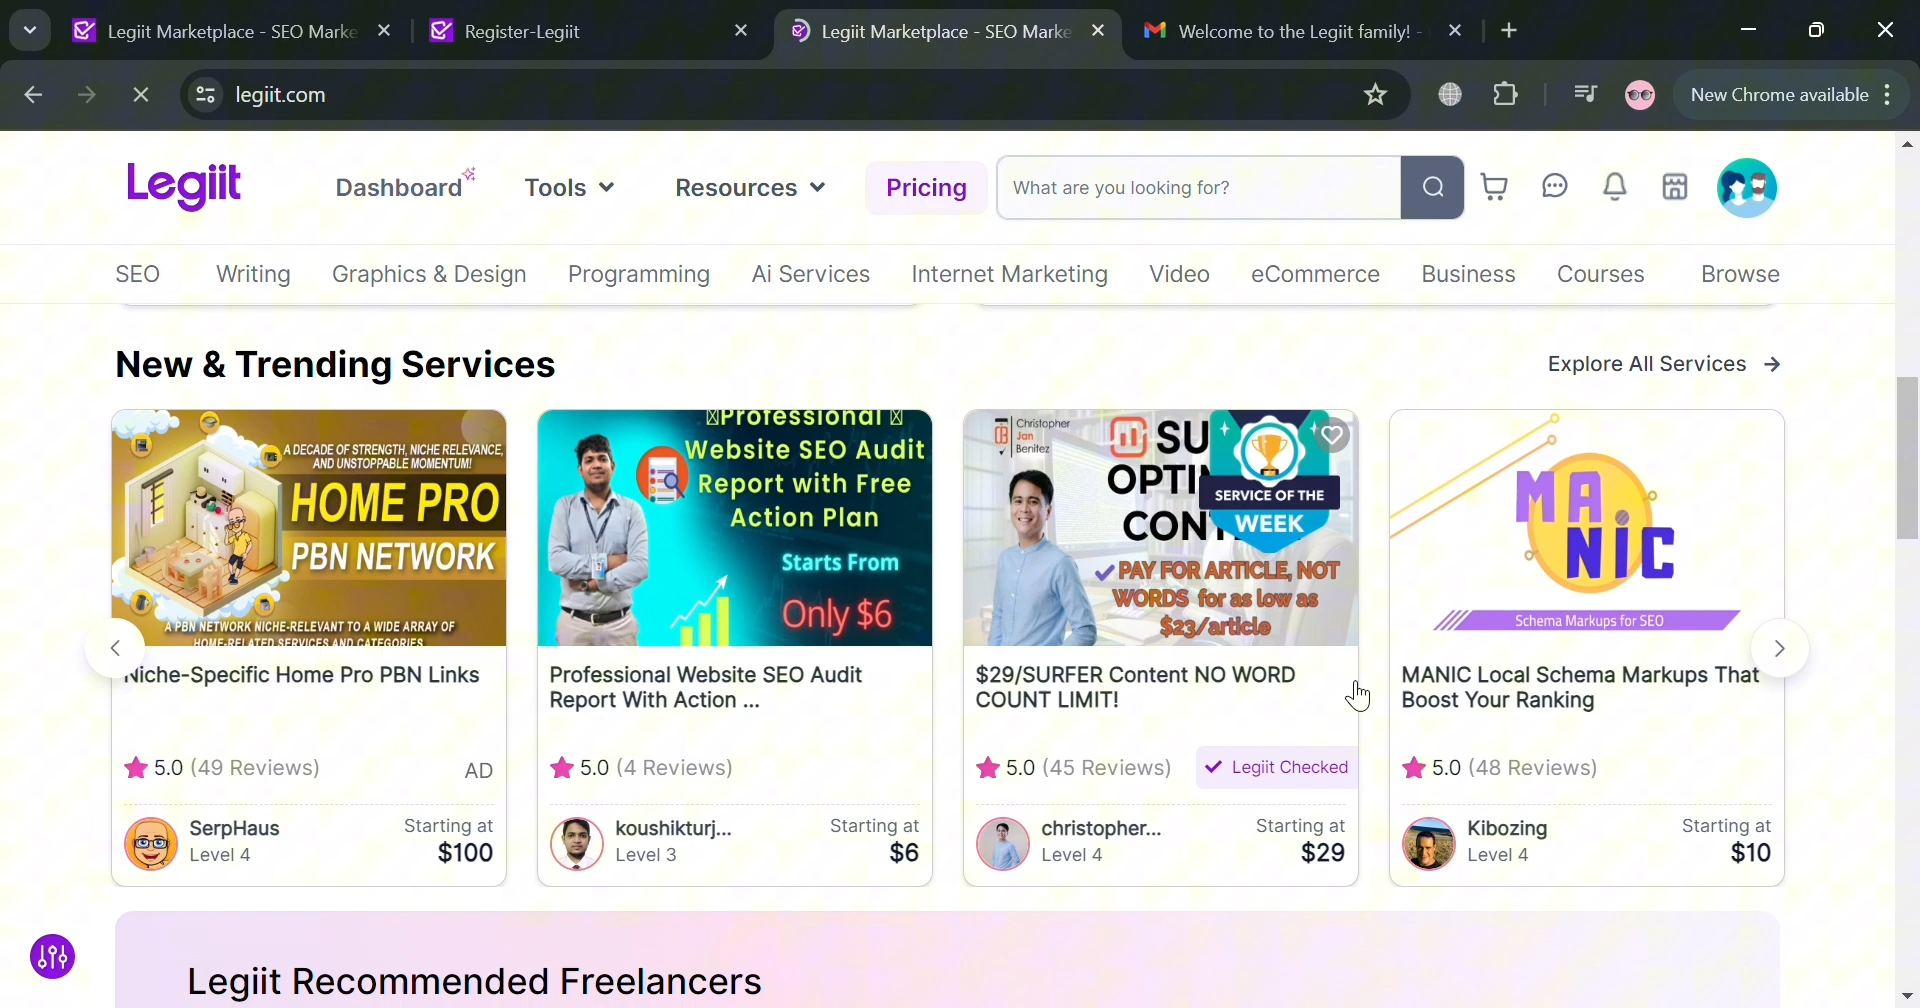 Legiit Marketplace - SEO Marke
Register-Legiit
Legiit Marketplace - SEO Marke
Welcome to the Legiit family! -
legiit.com
New Chrome available
Legiit
Dashboard
Tools
Resources
Pricing
What are you looking for?
SEO
Writing
Graphics & Design
Programming
Ai Services
Internet Marketing
Video
eCommerce
Business
Courses
Browse
New & Trending Services
Explore All Services
A DECADE OF STRENGTH, NICHE RELEVANCE,
AND UNSTOPPABLE MOMENTUM!
HOME PRO
PBN NETWORK
A PBN NETWORK NICHE-RELEVANT TO A WIDE ARRAY OF
HOME-RELATED SERVICES AND CATEGORIES
Niche-Specific Home Pro PBN Links
5.0 (49 Reviews)
AD
SerpHaus
Level 4
Starting at
$100
Professional
Website SEO Audit
Report with Free
Action Plan
Starts From
Only $6
Professional Website SEO Audit
Report With Action ...
5.0 (4 Reviews)
koushikturj...
Level 3
Starting at
$6
Christopher
Jan
Benitez
SU
OPTI
CON
SERVICE OF THE
WEEK
PAY FOR ARTICLE, NOT
WORDS for as low as
$23/article
$29/SURFER Content NO WORD
COUNT LIMIT!
5.0 (45 Reviews)
Legiit Checked
christopher...
Level 4
Starting at
$29
MA
NIC
Schema Markups for SEO
MANIC Local Schema Markups That
Boost Your Ranking
5.0 (48 Reviews)
Kibozing
Level 4
Starting at
$10
Legiit Recommended Freelancers